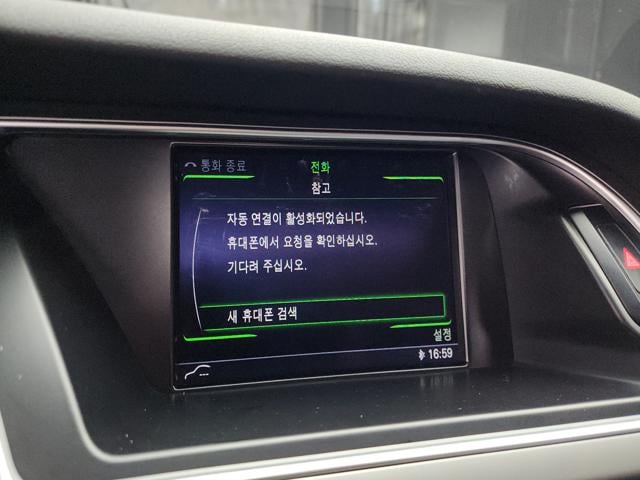 통화 종료
전화
참고
자동 연결이 활성화되었습니다.
휴대폰에서 요청을 확인하십시오.
기다려 주십시오.
새 휴대폰 검색
설정
16:59
---